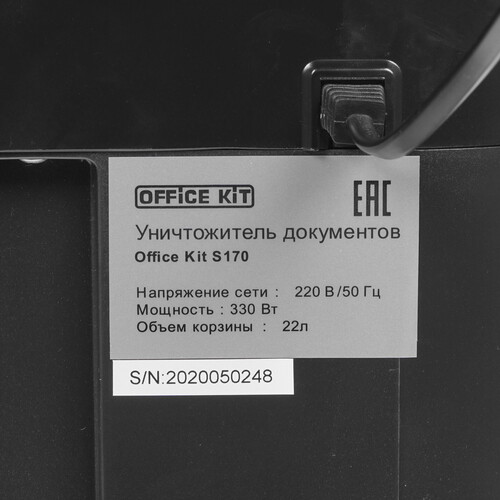 OFFICE KIT
EAC
Уничтожитель документов
Office Kit S170
Напряжение сети : 220 В/50 Гц
Мощность : 330 Вт
Объем корзины : 22л
S/N:2020050248